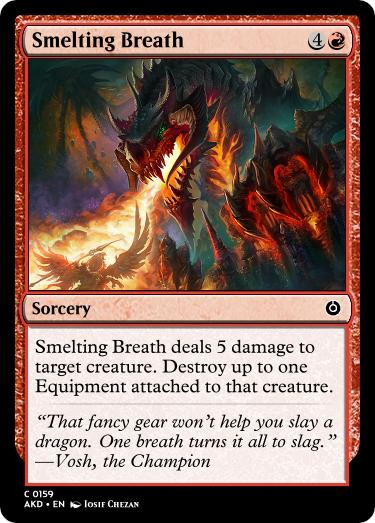 Smelting Breath 4
Sorcery
Smelting Breath deals 5 damage to
target creature. Destroy up to one
Equipment attached to that creature.
“That fancy gear won’t help you slay a
dragon. One breath turns it all to slag.”
—Vosh, the Champion
C 0159
AKD • EN Iosif Chezan